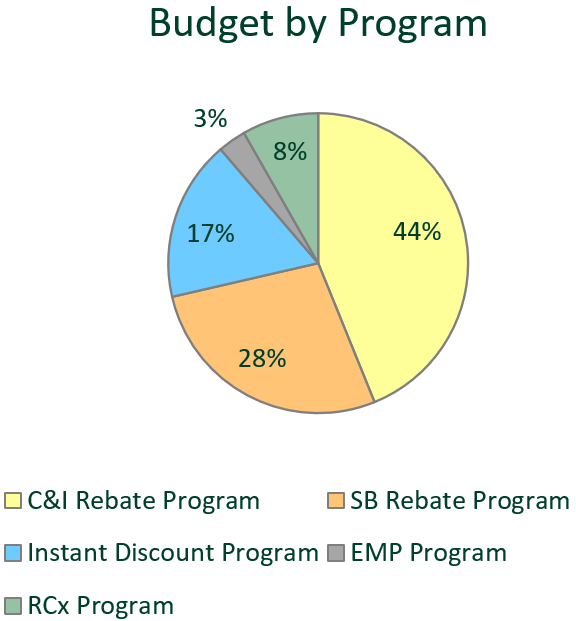 Budget by Program
3%
8%
44%
17%
28%
C&I Rebate Program
SB Rebate Program
Instant Discount Program
EMP Program
RCx Program